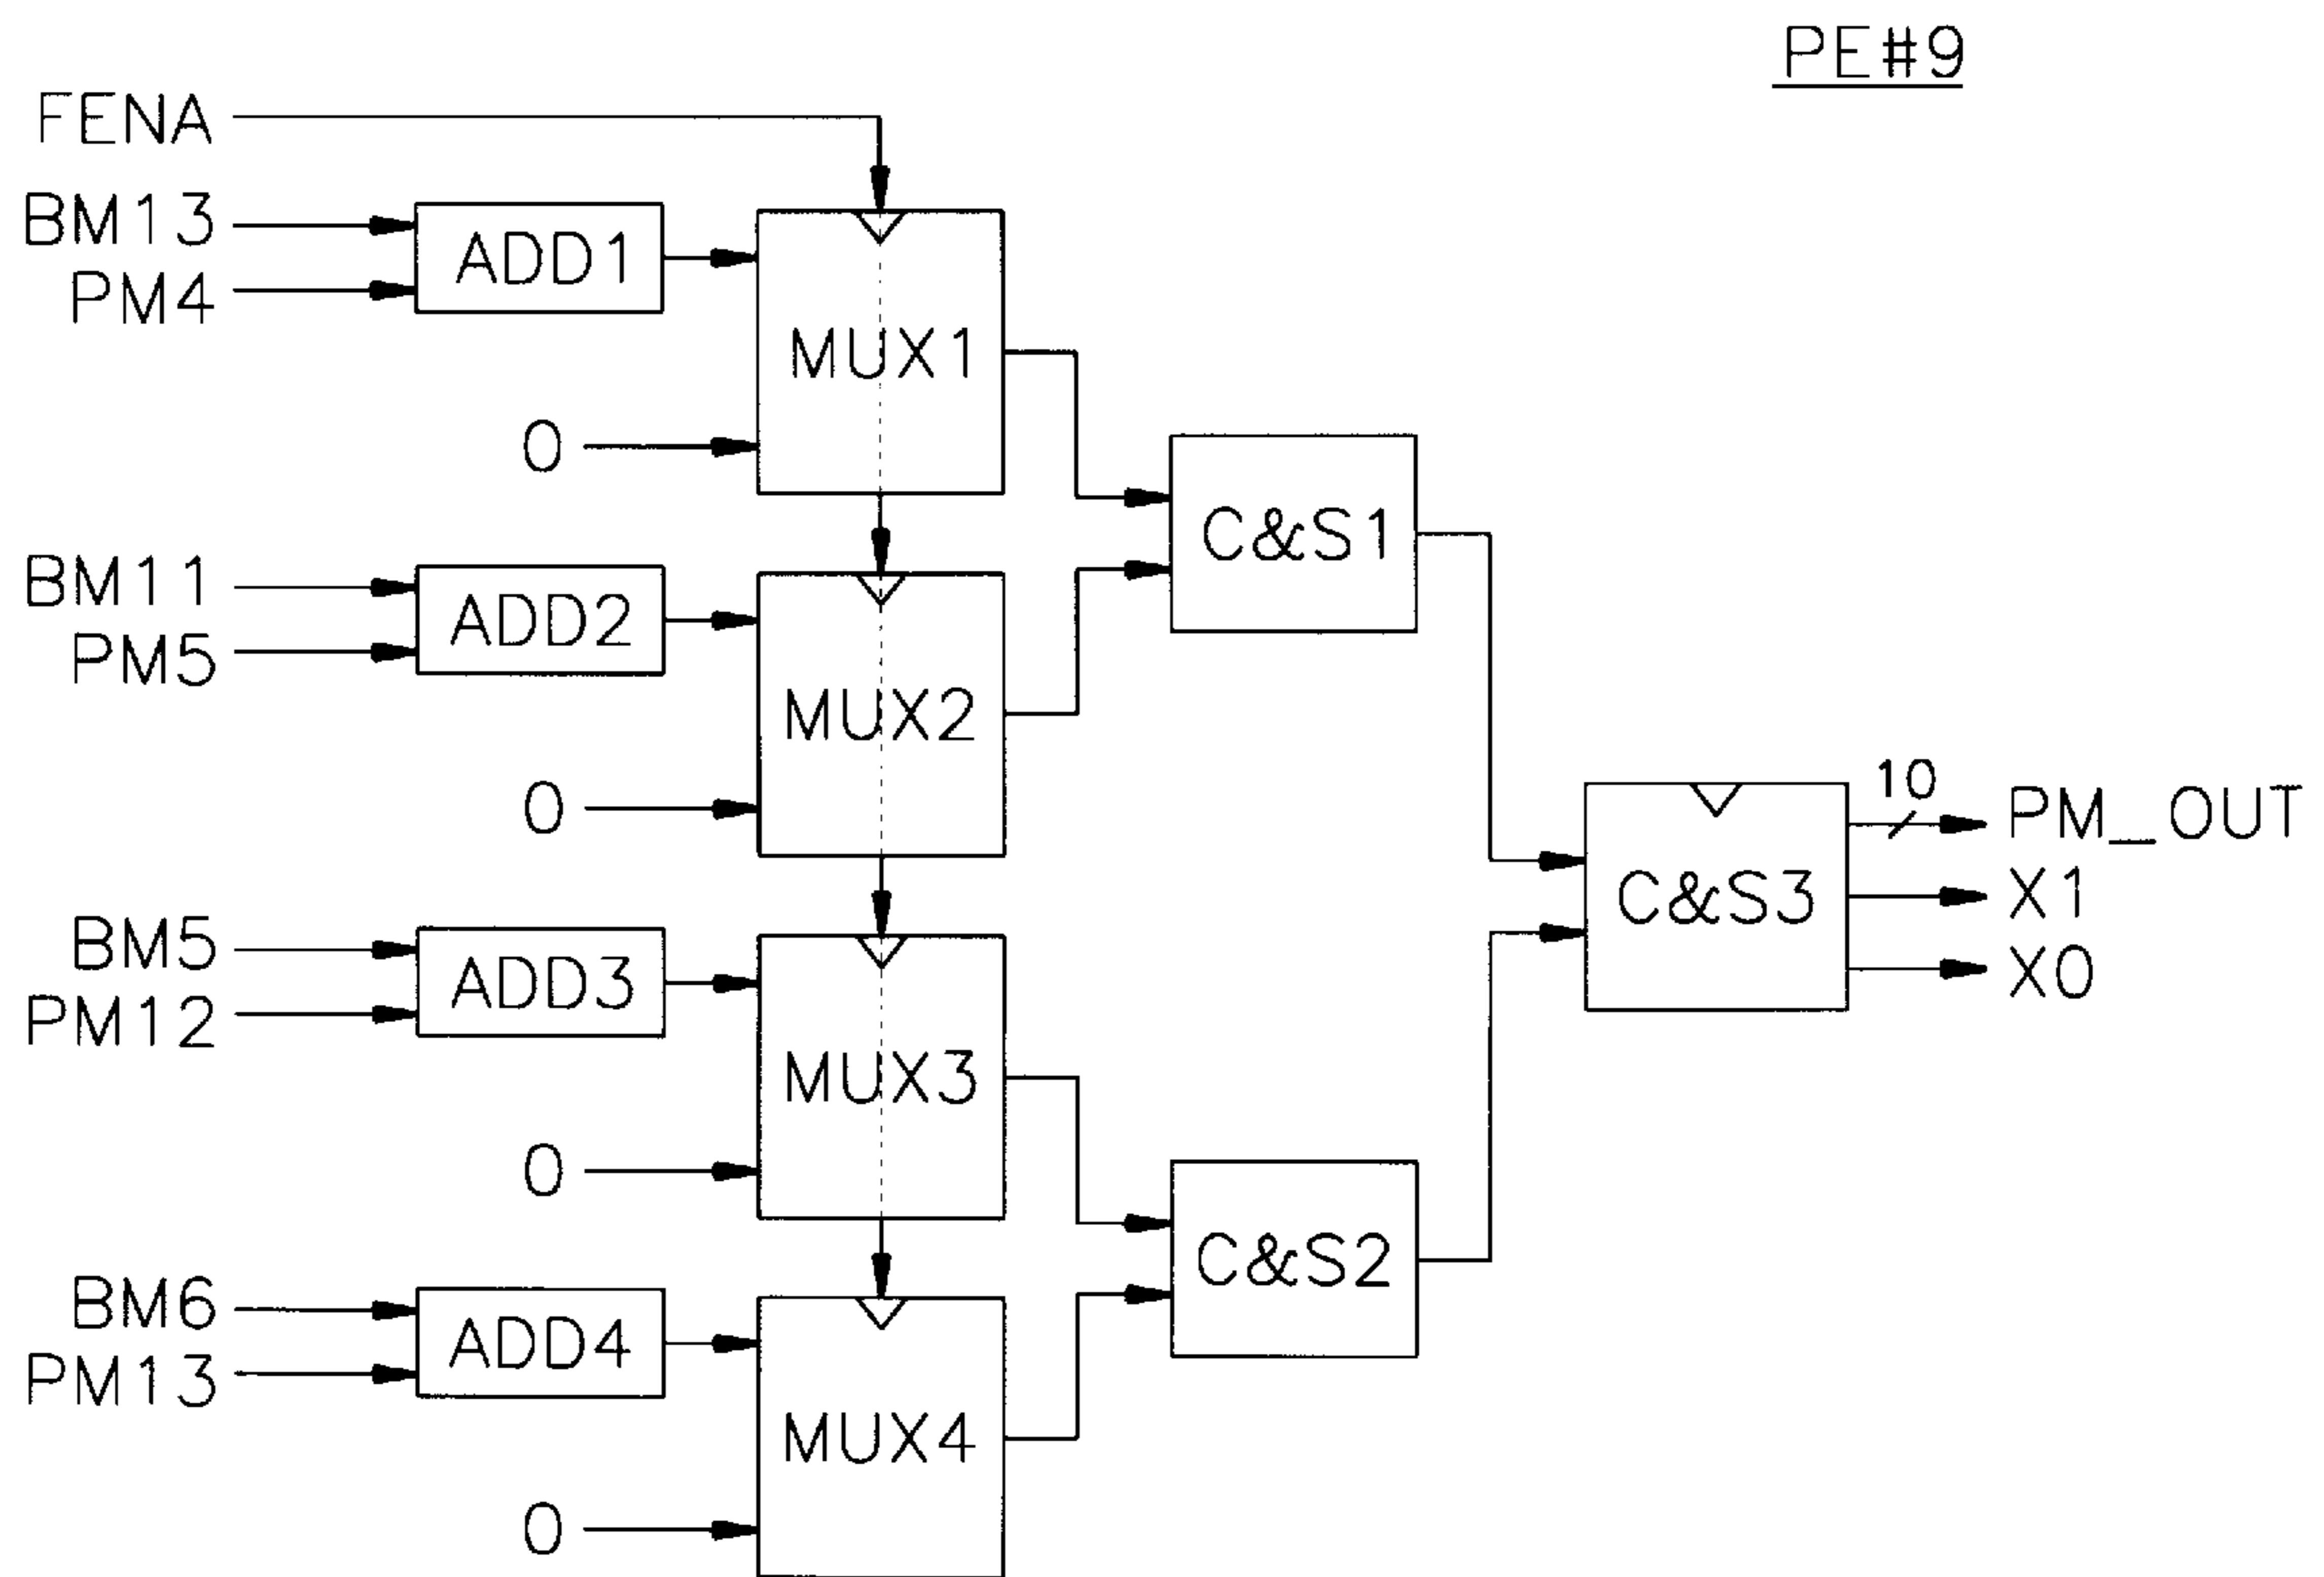 PE#9
FENA
BM13
PM4
ADD1
MUX1
0
C&S1
BM11
PM5
ADD2
MUX2
0
10
PM_OUT
X1
X0
C&S3
BM5
PM12
ADD3
MUX3
0
C&S2
BM6
PM13
ADD4
MUX4
0